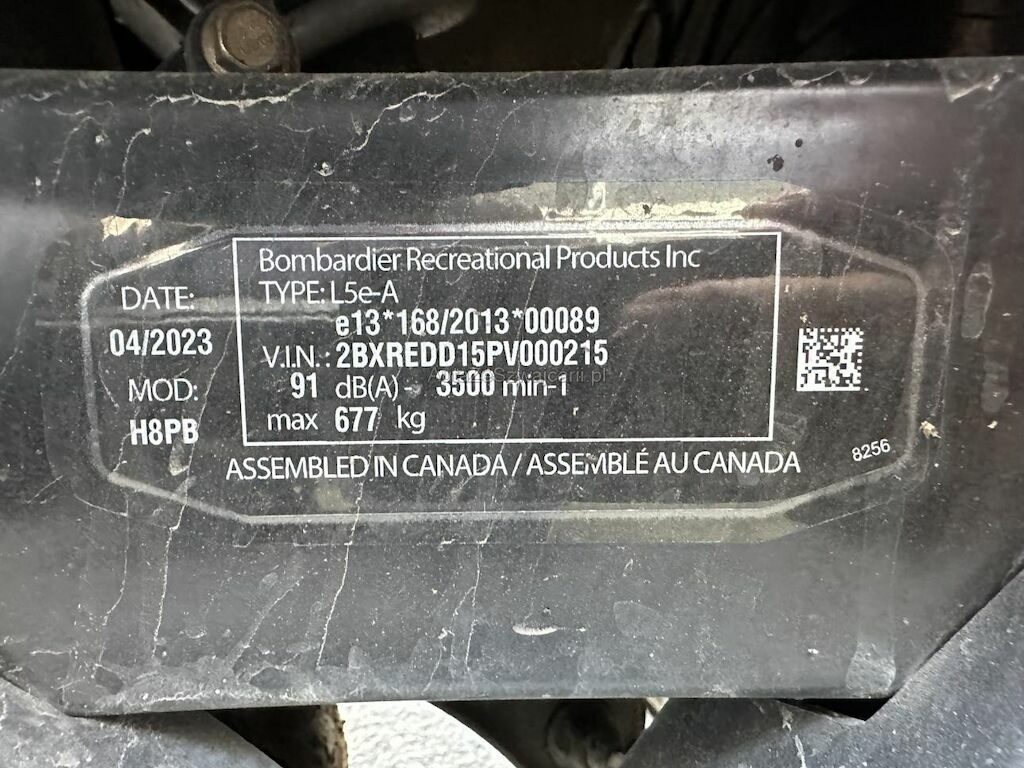 DATE:
04/2023
MOD:
H8PB
Bombardier Recreational Products Inc
TYPE: L5e-A
e13*168/2013*00089
V.I.N.: 2BXREDD15PV000215
91 dB(A) 3500 min-1
max 677 kg
ASSEMBLED IN CANADA / ASSEMBLÉ AU CANADA
8256